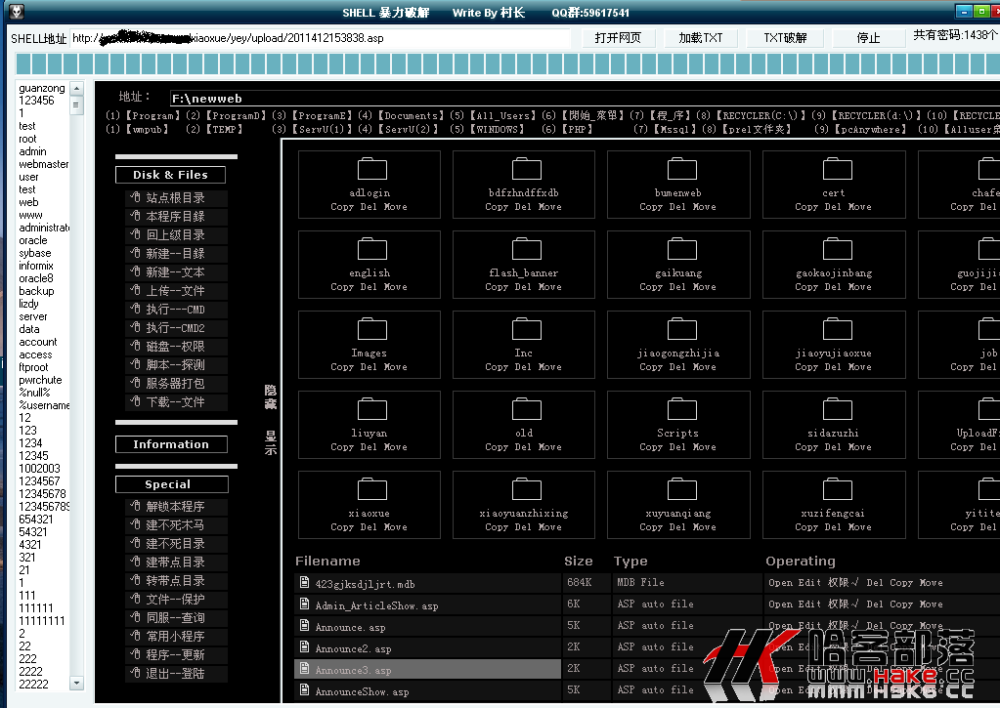 SHELL 暴力破解 Write By 村长 QQ群:59617541
SHELL地址 http:// xiaoxue/yey/upload/2011412153838.asp 打开网页 加载TXT TXT破解 停止 共有密码:1438个
guanzong
123456
1
test
root
admin
webmaster
user
test
web
www
administrate
oracle
sybase
informix
oracle8
backup
lizdy
server
data
account
access
ftproot
pwrchute
%null%
%username
12
123
1234
12345
1002003
1234567
12345678
123456789
654321
54321
4321
321
21
1
111
111111
11111111
2
22
222
2222
22222
地址: F:\newweb
(1)【Program】(2)【ProgramD】(3)【ProgramE】(4)【Documents】(5)【All_Users】(6)【開始_菜單】(7)【程_序】(8)【RECYCLER(C:\)】(9)【RECYCLER(d:\)】(10)【RECYCLE
(1)【wmpub】 (2)【TEMP】 (3)【ServU(1)】(4)【ServU(2)】(5)【WINDOWS】 (6)【PHP】 (7)【Mssql】(8)【prel文件夹】 (9)【pcAnywhere】(10)【Alluser桌
Disk & Files
站点根目录
本程序目錄
回上级目录
新建--目錄
新建--文本
上传--文件
执行---CMD
执行--CMD2
磁盘--权限
脚本--探测
服务器打包
下载--文件
Information
Special
解锁本程序
建不死木马
建不死目录
建带点目录
转带点目录
文件--保护
同服--查询
常用小程序
程序--更新
退出--登陆
隐藏
显示
adlogin bdfzhndffxdb bumenweb cert chafe
Copy Del Move Copy Del Move Copy Del Move Copy Del Move Copy Del
english flash_banner gaikuang gaokaojinbang guojiji
Copy Del Move Copy Del Move Copy Del Move Copy Del Move Copy Del
Images Inc jiaogongzhijia jiaoyujiaoxue job
Copy Del Move Copy Del Move Copy Del Move Copy Del Move Copy Del
liuyan old Scripts sidazuzhi UploadF
Copy Del Move Copy Del Move Copy Del Move Copy Del Move Copy Del
xiaoxue xiaoyuanzhixing xuyuanqiang xuzifengcai yitite
Copy Del Move Copy Del Move Copy Del Move Copy Del Move Copy Del
Filename Size Type Operating
423gjksdjljrt.mdb 684K MDB File Open Edit 权限√ Del Copy Move
Admin_ArticleShow.asp 6K ASP auto file Open Edit 权限√ Del Copy Move
Announce.asp 5K ASP auto file Open Edit 权限√ Del Copy Move
Announce2.asp 2K ASP auto file Open Ed
Announce3.asp 2K ASP auto file
AnnounceShow.asp 5K ASP auto file
哈客部落
www.Hake.cc